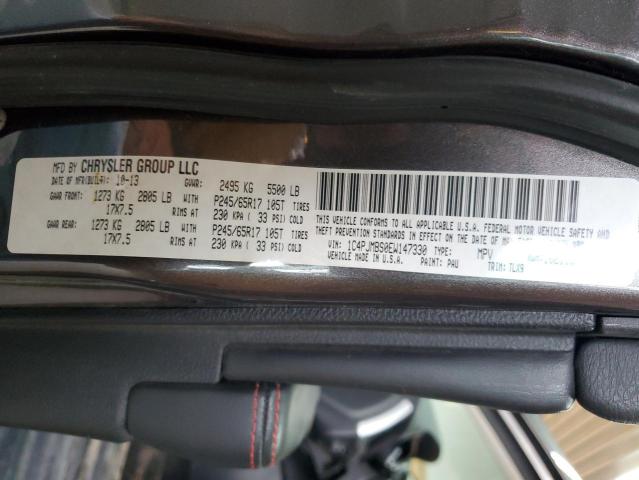 MFD BY CHRYSLER GROUP LLC
DATE OF MFR(BUILT): 10-13 GVWR: 2495 KG 5500 LB
GAWR FRONT: 1273 KG 2805 LB WITH P245/65R17 105T TIRES
17X7.5 RIMS AT 230 KPA ( 33 PSI) COLD
GAWR REAR: 1273 KG 2805 LB WITH P245/65R17 105T TIRES
17X7.5 RIMS AT 230 KPA ( 33 PSI) COLD
THIS VEHICLE CONFORMS TO ALL APPLICABLE U.S.A. FEDERAL MOTOR VEHICLE SAFETY AND
THEFT PREVENTION STANDARDS IN EFFECT ON THE DATE OF
VIN: 1C4PJMBS0EW147330 TYPE: MPV
VEHICLE MADE IN U.S.A. PAINT: PAU TRIM: TLX9